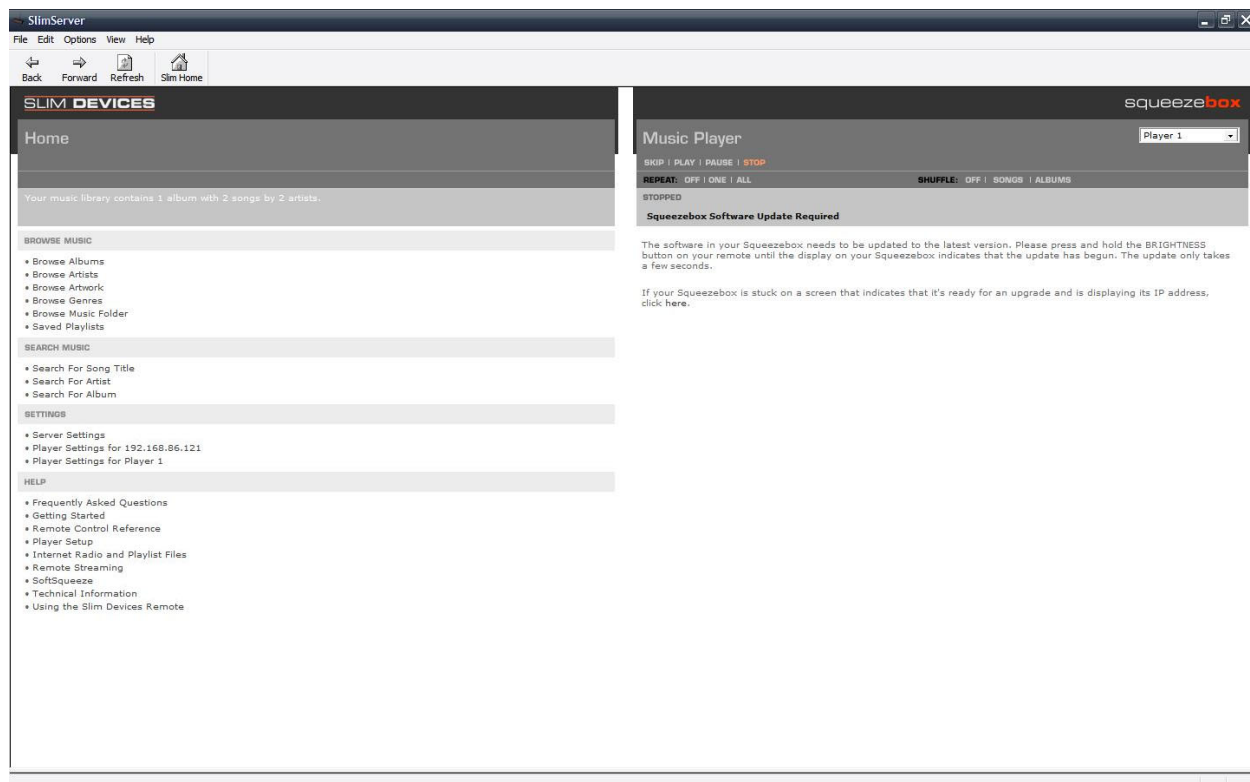 SlimServer
File Edit Options View Help
Back Forward Refresh Slim Home
SLIM DEVICES
Home
Your music library contains 1 album with 2 songs by 2 artists.
BROWSE MUSIC
• Browse Albums
• Browse Artists
• Browse Artwork
• Browse Genres
• Browse Music Folder
• Saved Playlists
SEARCH MUSIC
• Search For Song Title
• Search For Artist
• Search For Album
SETTINGS
• Server Settings
• Player Settings for 192.168.86.121
• Player Settings for Player 1
HELP
• Frequently Asked Questions
• Getting Started
• Remote Control Reference
• Player Setup
• Internet Radio and Playlist Files
• Remote Streaming
• SoftSqueeze
• Technical Information
• Using the Slim Devices Remote
squeezebox
Music Player
Player 1
SKIP | PLAY | PAUSE | STOP
REPEAT: OFF | ONE | ALL SHUFFLE: OFF | SONGS | ALBUMS
STOPPED
Squeezebox Software Update Required
The software in your Squeezebox needs to be updated to the latest version. Please press and hold the BRIGHTNESS
button on your remote until the display on your Squeezebox indicates that the update has begun. The update only takes
a few seconds.
If your Squeezebox is stuck on a screen that indicates that it's ready for an upgrade and is displaying its IP address,
click here.